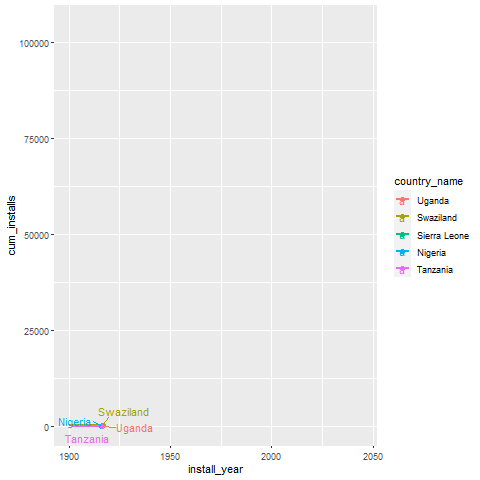 100000
75000
50000
25000
0
cum_installs
Swaziland
Nigeria
Uganda
Tanzania
1900
1950
2000
2050
install_year
country_name
Uganda
Swaziland
Sierra Leone
Nigeria
Tanzania